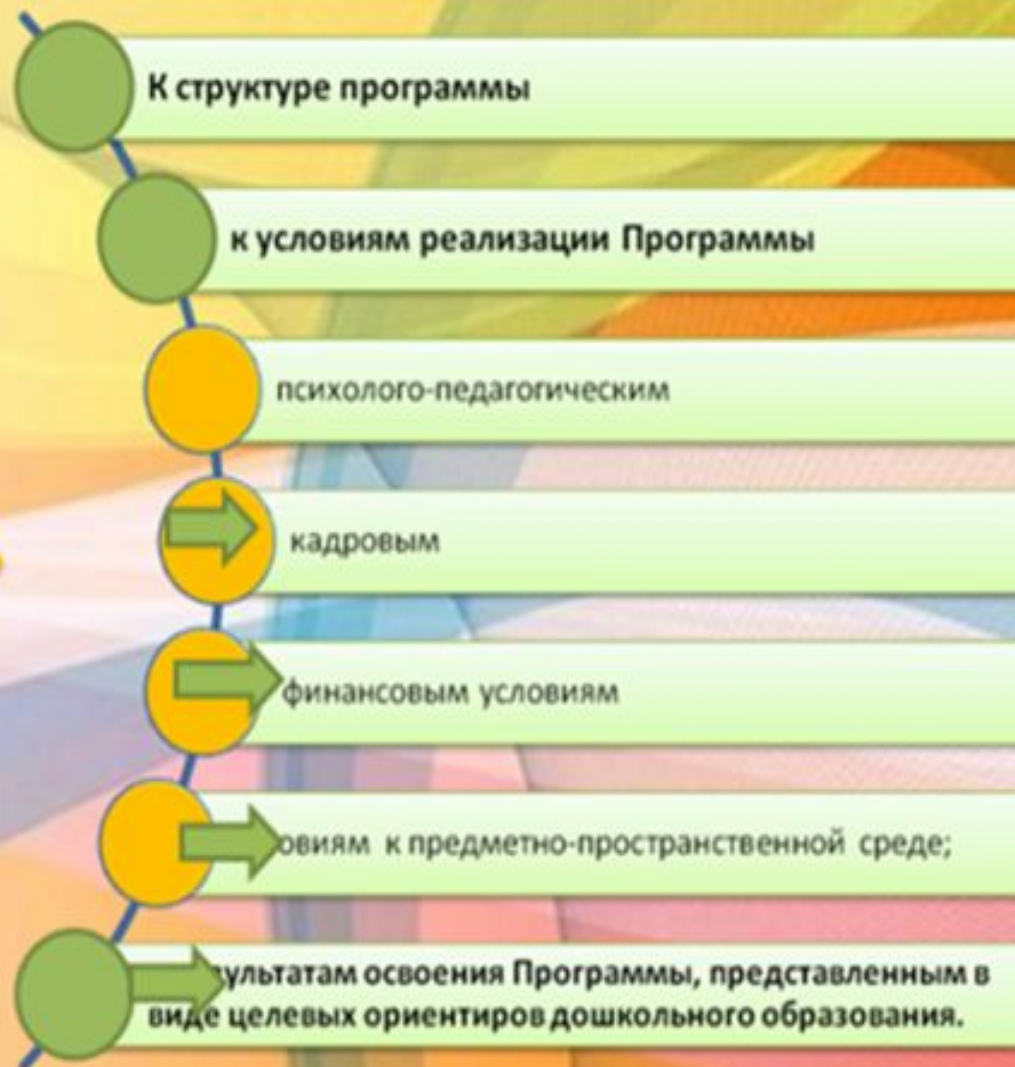 К структуре программы
к условиям реализации Программы
психолого-педагогическим
кадровым
финансовым условиям
овиям к предметно-пространственной среде;
ультатам освоения Программы, представленным в
виде целевых ориентиров дошкольного образования.